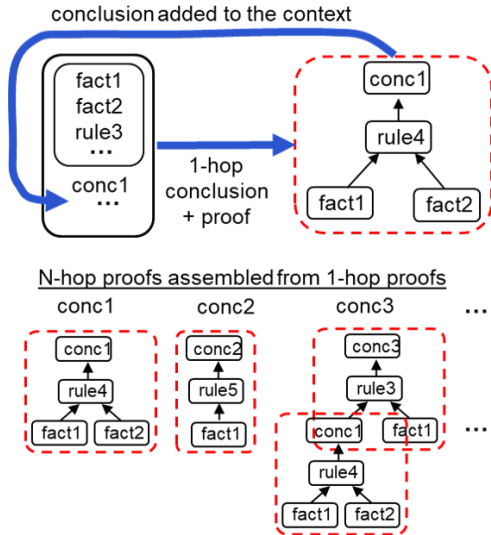 conclusion added to the context
fact1
fact2
rule3
...
conc1
...
1-hop
conclusion
+ proof
conc1
rule4
fact1 fact2
N-hop proofs assembled from 1-hop proofs
conc1 conc2 conc3 ...
conc1 conc2 conc3
rule4 rule5 rule3
fact1 fact2 fact1 conc1 fact1 ...
rule4
fact1 fact2